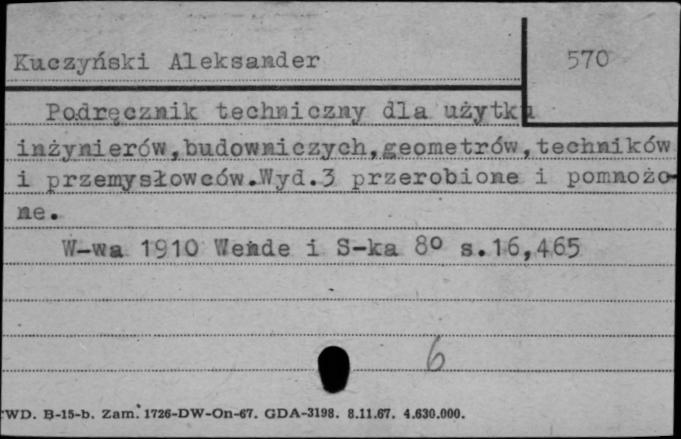 Kuczyński Aleksander
570
Podręcznik techniczny dla użytku
inżynierów,budowniczych,geometrów,techników
i przemysłowców.Wyd.3 przerobione i pomnożo-
ne.
W-wa 1910 Wende i S-ka 8º s.16,465
6
WD. B-15-b. Zam. 1726-DW-On-67. GDA-3198. 8.11.67. 4.630.000.